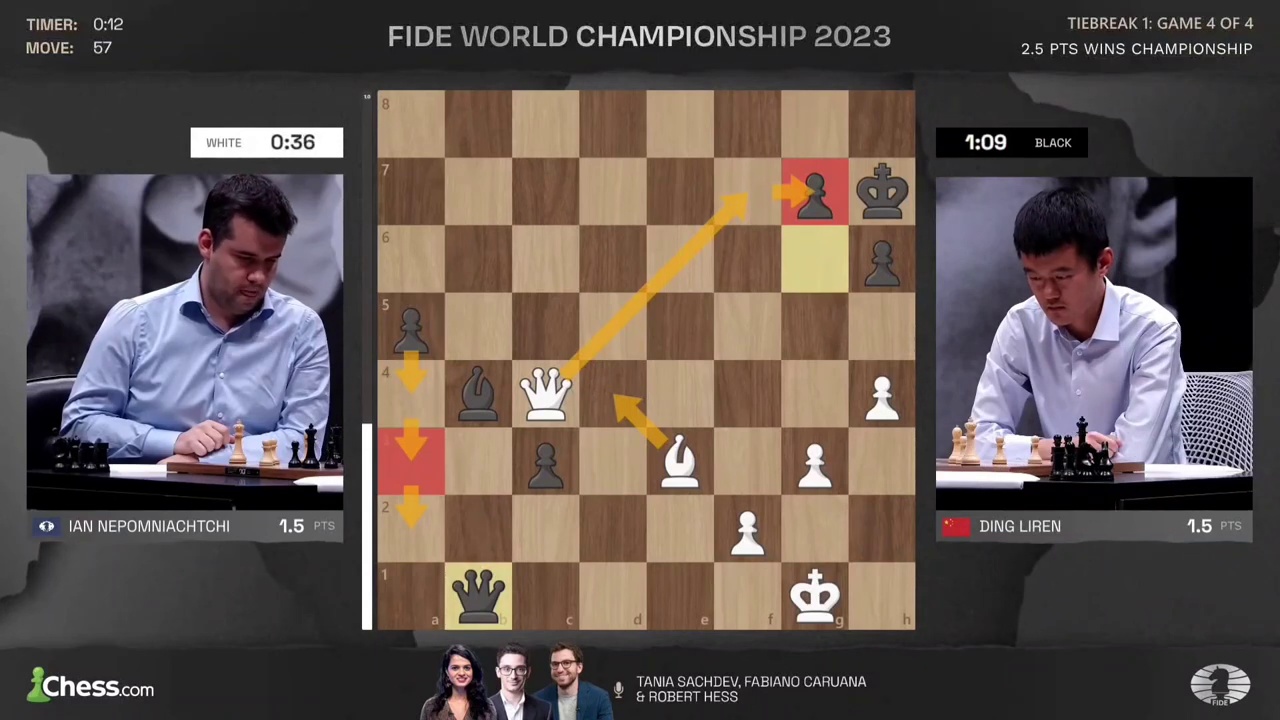 TIMER: 0:12
MOVE: 57
FIDE WORLD CHAMPIONSHIP 2023
TIEBREAK 1: GAME 4 OF 4
2.5 PTS WINS CHAMPIONSHIP
WHITE 0:36
1:09 BLACK
1.0
8
7
6
5
4
3
2
1
a b c d e f g h
IAN NEPOMNIACHTCHI 1.5 PTS
DING LIREN 1.5 PTS
Chess.com
TANIA SACHDEV, FABIANO CARUANA
& ROBERT HESS
FIDE